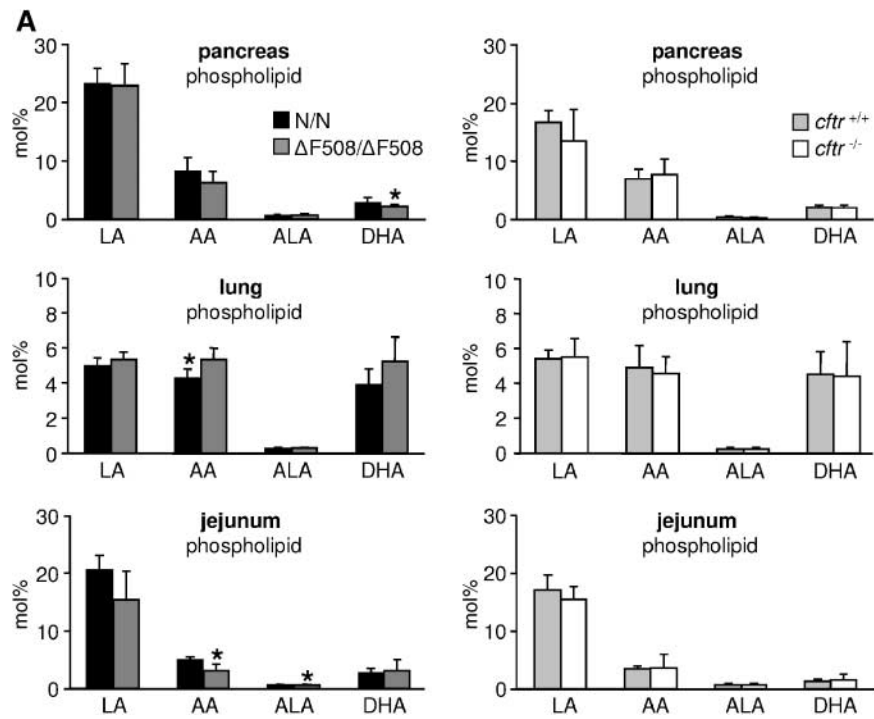 A
pancreas
phospholipid
mol%
30
20
10
0
N/N
ΔF508/ΔF508
*
LA AA ALA DHA
pancreas
phospholipid
mol%
30
20
10
0
cftr +/+
cftr -/-
LA AA ALA DHA
lung
phospholipid
mol%
10
8
6
4
2
0
*
LA AA ALA DHA
lung
phospholipid
mol%
10
8
6
4
2
0
LA AA ALA DHA
jejunum
phospholipid
mol%
30
20
10
0
* *
LA AA ALA DHA
jejunum
phospholipid
mol%
30
20
10
0
LA AA ALA DHA